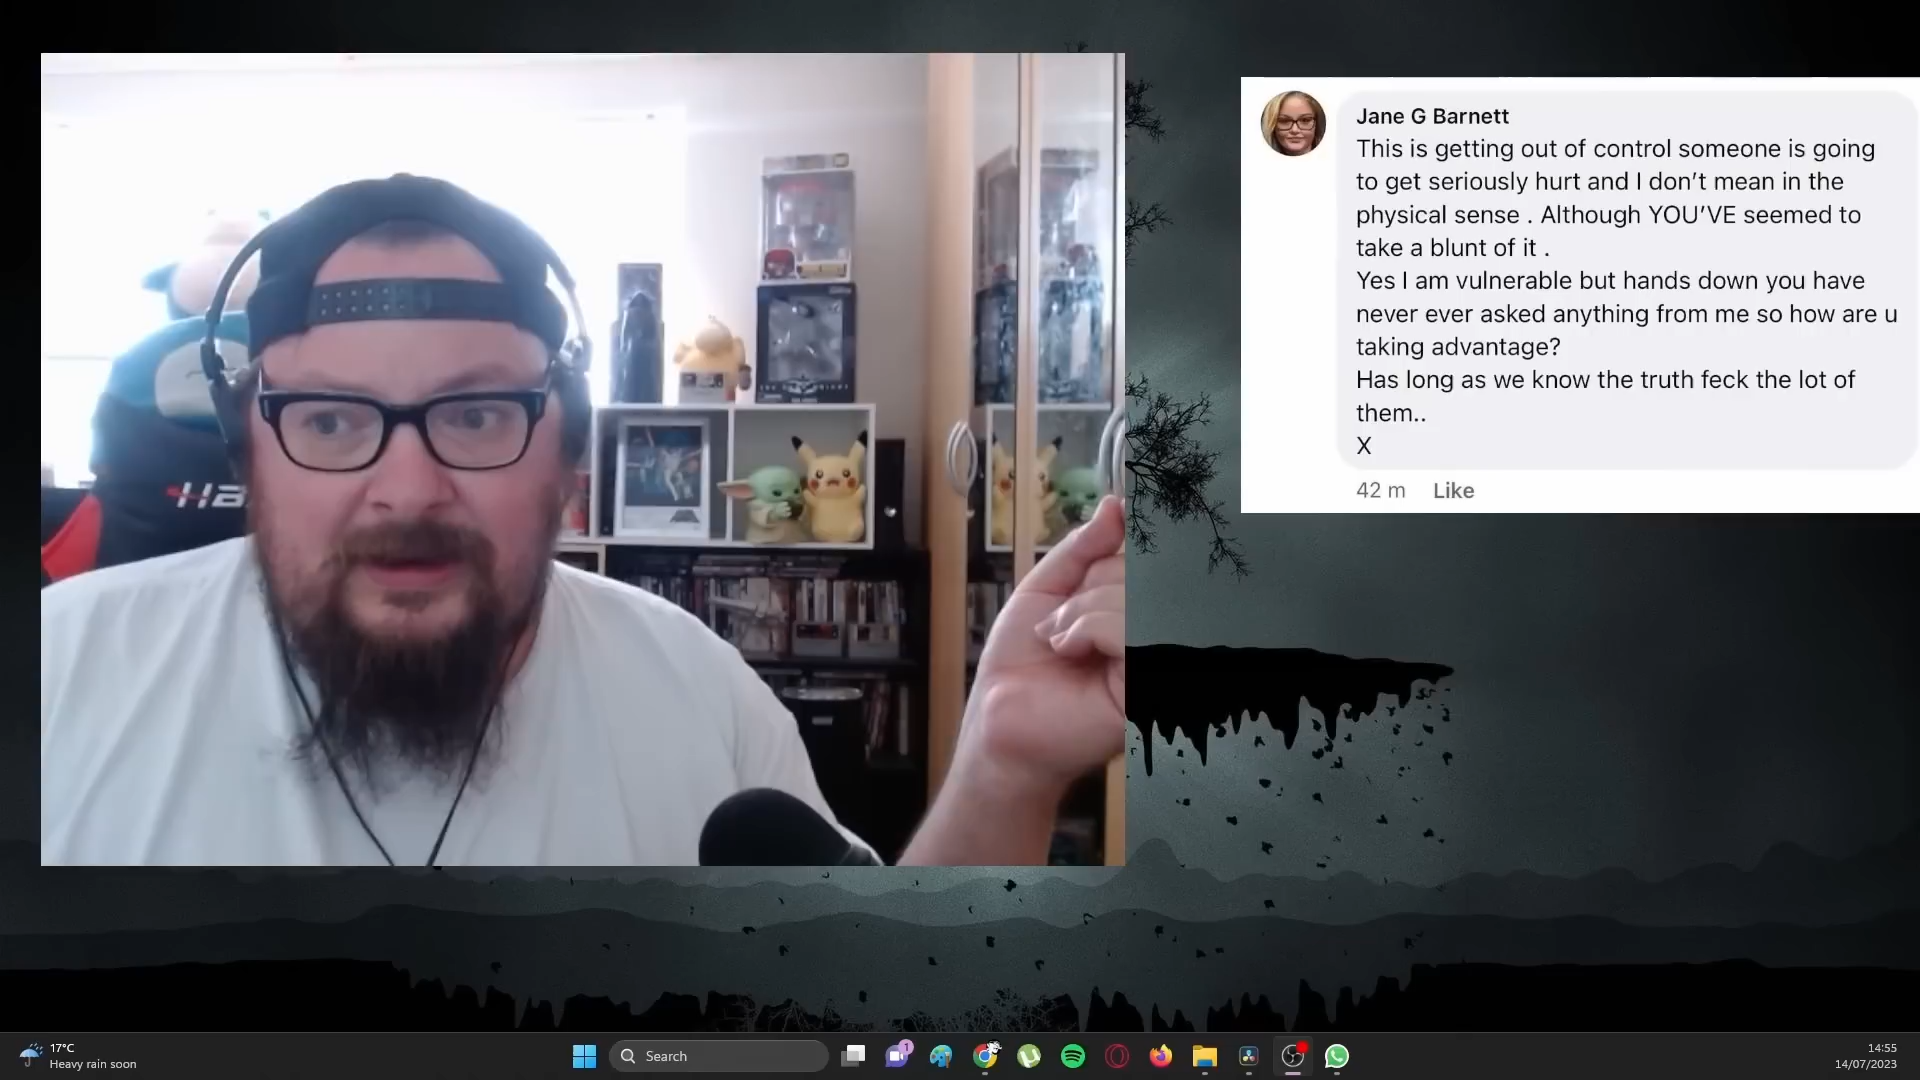 Jane G Barnett
This is getting out of control someone is going
to get seriously hurt and I don't mean in the
physical sense . Although YOU'VE seemed to
take a blunt of it .
Yes I am vulnerable but hands down you have
never ever asked anything from me so how are u
taking advantage?
Has long as we know the truth feck the lot of
them..
X
42 m Like
17°C
Heavy rain soon
Search
1
14:55
14/07/2023